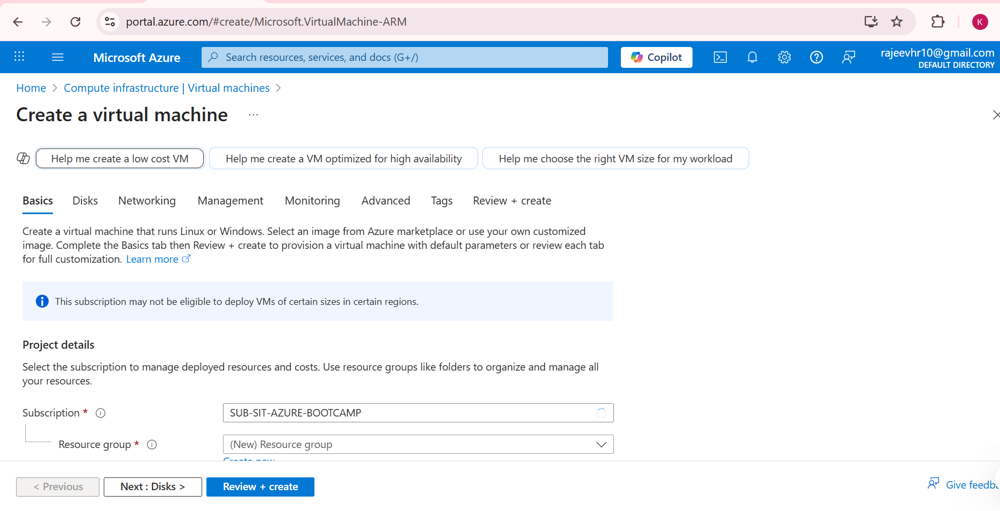 portal.azure.com/#create/Microsoft.VirtualMachine-ARM
K
Microsoft Azure
Search resources, services, and docs (G+/)
Copilot
rajeevhr10@gmail.com
DEFAULT DIRECTORY
Home > Compute infrastructure | Virtual machines >
Create a virtual machine ...
Help me create a low cost VM
Help me create a VM optimized for high availability
Help me choose the right VM size for my workload
Basics Disks Networking Management Monitoring Advanced Tags Review + create
Create a virtual machine that runs Linux or Windows. Select an image from Azure marketplace or use your own customized
image. Complete the Basics tab then Review + create to provision a virtual machine with default parameters or review each tab
for full customization. Learn more
This subscription may not be eligible to deploy VMs of certain sizes in certain regions.
Project details
Select the subscription to manage deployed resources and costs. Use resource groups like folders to organize and manage all
your resources.
Subscription *
SUB-SIT-AZURE-BOOTCAMP
Resource group *
(New) Resource group
Create new
< Previous
Next : Disks >
Review + create
Give feedba